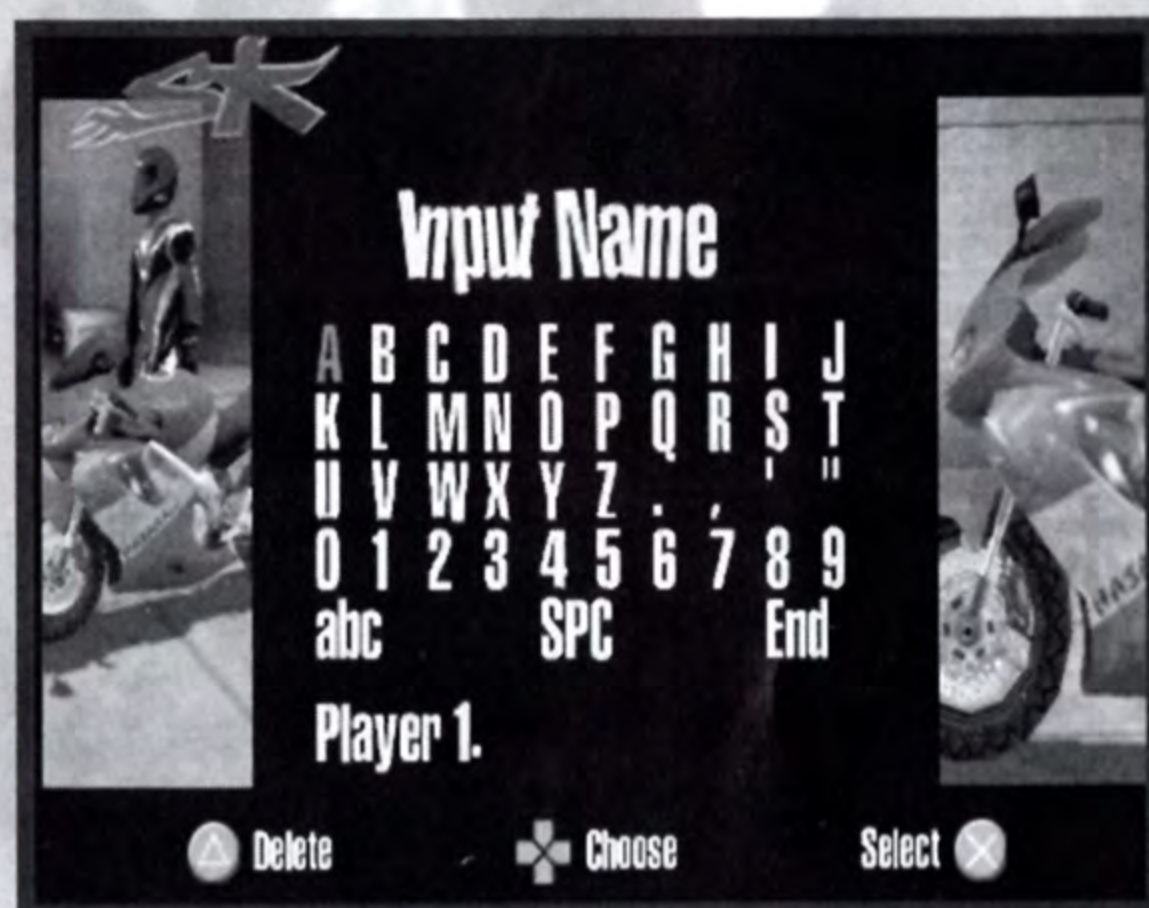 Input Name
A B C D E F G H I J
K L M N O P Q R S T
U V W X Y Z . , ' "
0 1 2 3 4 5 6 7 8 9
abc SPC End
Player 1.
Delete Choose Select